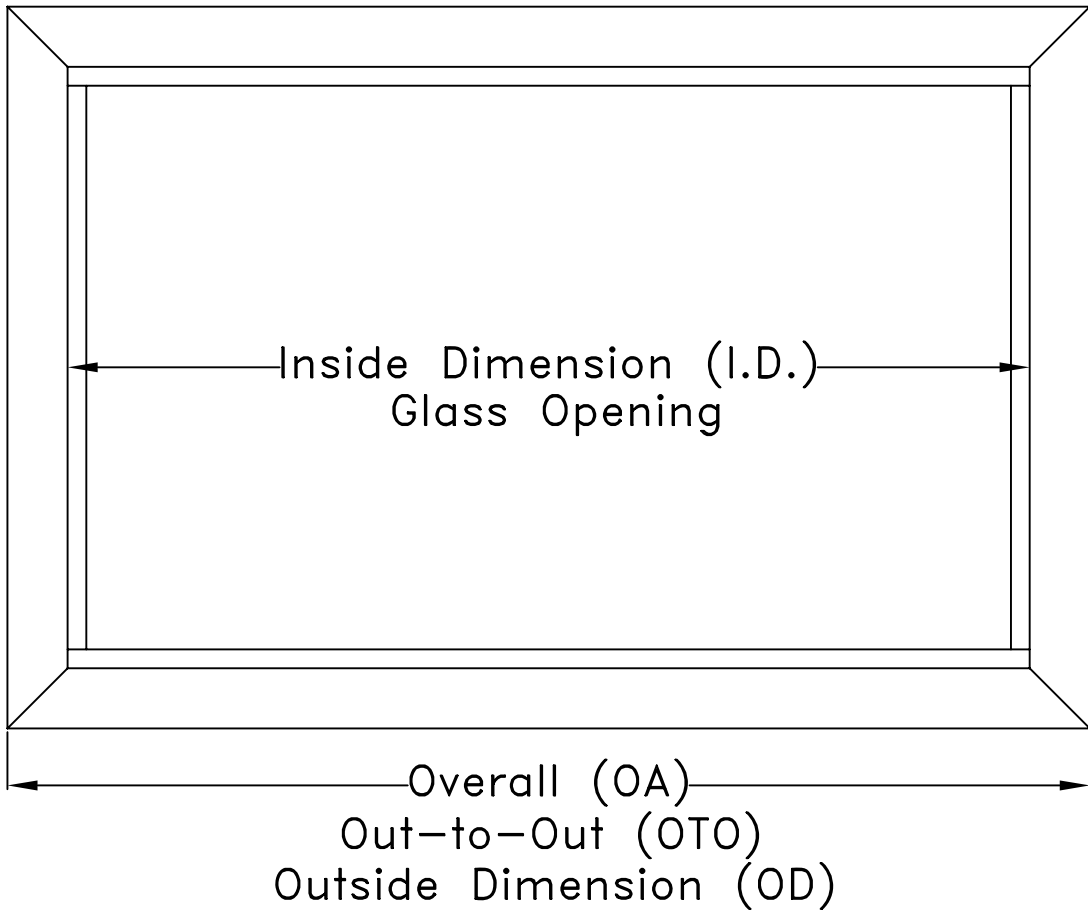 Inside Dimension (I.D.)
Glass Opening
Overall (OA)
Out-to-Out (OTO)
Outside Dimension (OD)